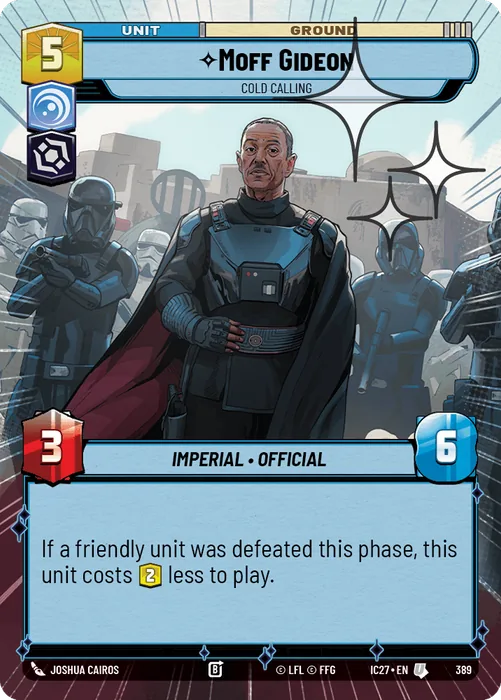 UNIT
GROUND
5
MOFF GIDEON
COLD CALLING
3
IMPERIAL • OFFICIAL
6
If a friendly unit was defeated this phase, this
unit costs 2 less to play.
JOSHUA CAIROS
B
© LFL © FFG
IC27 • EN
389